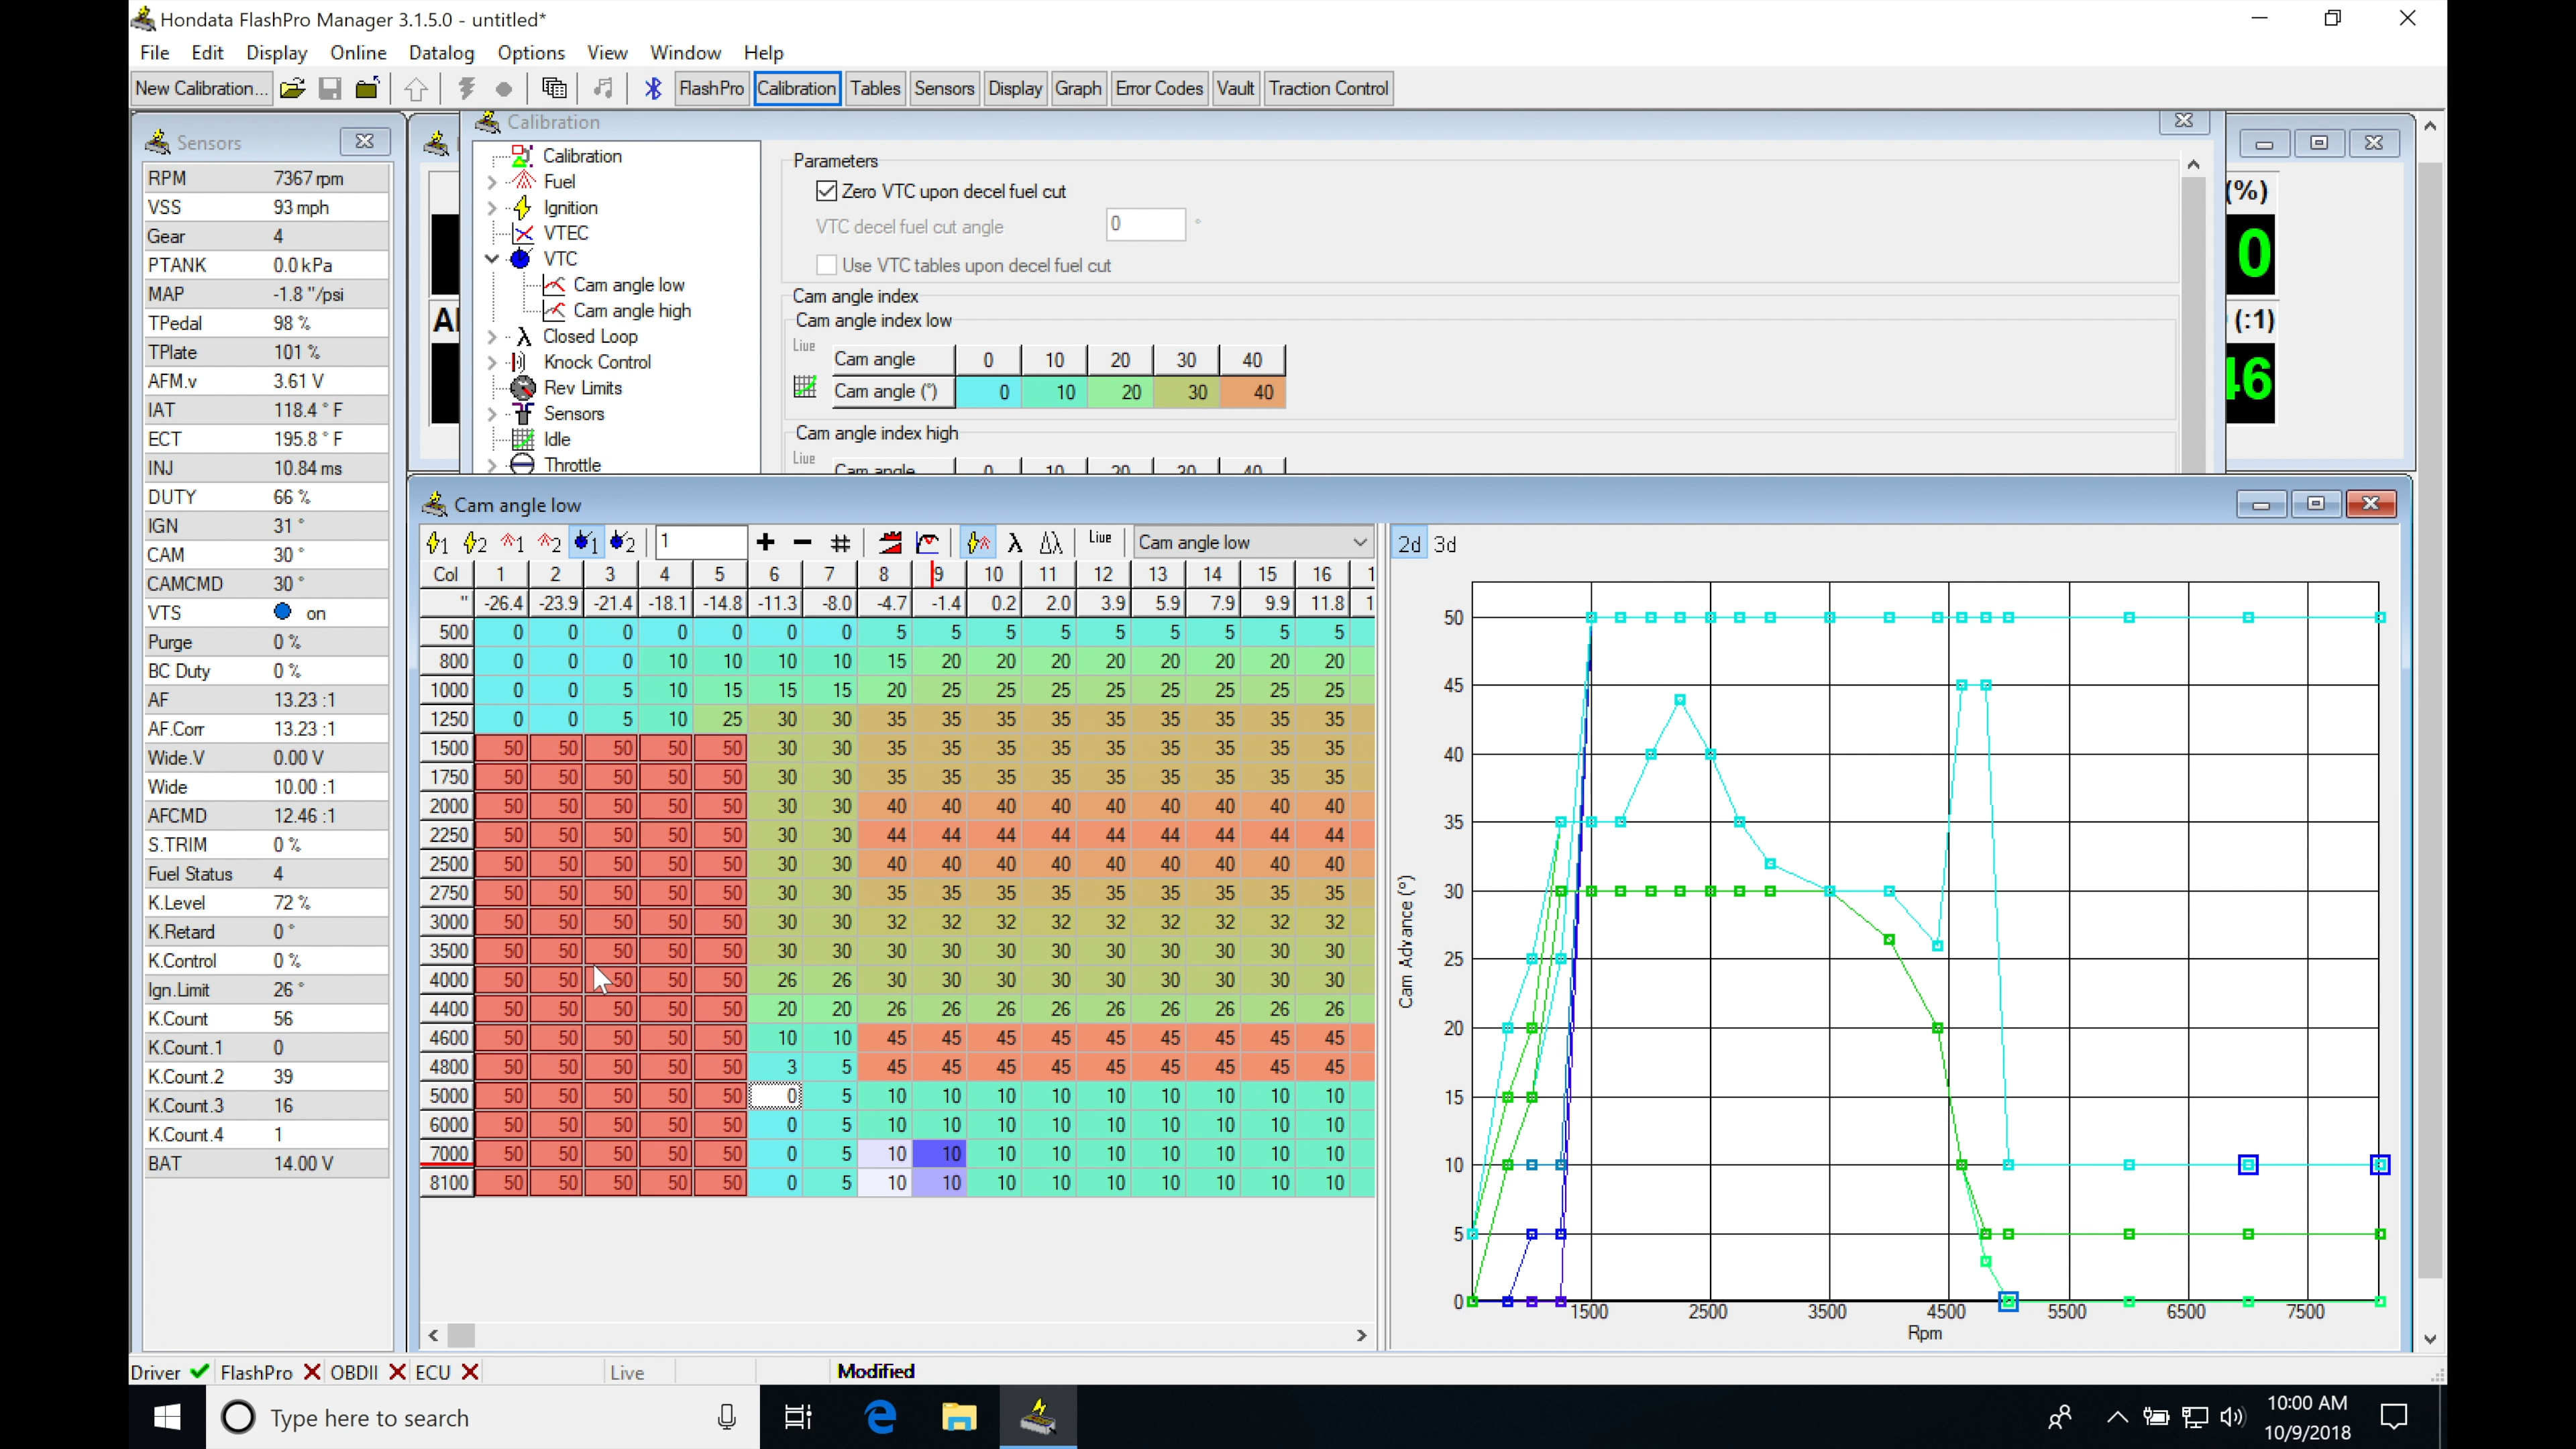 Hondata FlashPro Manager 3.1.5.0 - untitled*
File Edit Display Online Datalog Options View Window Help
New Calibration... FlashPro Calibration Tables Sensors Display Graph Error Codes Vault Traction Control
Sensors
RPM 7367 rpm
VSS 93 mph
Gear 4
PTANK 0.0 kPa
MAP -1.8 "/psi
TPedal 98 %
TPlate 101 %
AFM.v 3.61 V
IAT 118.4 ° F
ECT 195.8 ° F
INJ 10.84 ms
DUTY 66 %
IGN 31 °
CAM 30 °
CAMCMD 30 °
VTS on
Purge 0 %
BC Duty 0 %
AF 13.23 :1
AF.Corr 13.23 :1
Wide.V 0.00 V
Wide 10.00 :1
AFCMD 12.46 :1
S.TRIM 0 %
Fuel Status 4
K.Level 72 %
K.Retard 0 °
K.Control 0 %
Ign.Limit 26 °
K.Count 56
K.Count.1 0
K.Count.2 39
K.Count.3 16
K.Count.4 1
BAT 14.00 V
Calibration
Calibration
Fuel
Ignition
VTEC
VTC
Cam angle low
Cam angle high
Closed Loop
Knock Control
Rev Limits
Sensors
Idle
Throttle
Parameters
Zero VTC upon decel fuel cut
VTC decel fuel cut angle 0 °
Use VTC tables upon decel fuel cut
Cam angle index
Cam angle index low
Live
Cam angle 0 10 20 30 40
Cam angle (°) 0 10 20 30 40
Cam angle index high
Live
Cam angle 0 10 20 30 40
(%)
0
(:1)
46
Cam angle low
1 2 1 2 1 2 1 + - # λ Δλ Live Cam angle low
Col 1 2 3 4 5 6 7 8 9 10 11 12 13 14 15 16 1
" -26.4 -23.9 -21.4 -18.1 -14.8 -11.3 -8.0 -4.7 -1.4 0.2 2.0 3.9 5.9 7.9 9.9 11.8 1
500 0 0 0 0 0 0 0 5 5 5 5 5 5 5 5 5
800 0 0 0 10 10 10 10 15 20 20 20 20 20 20 20 20
1000 0 0 5 10 15 15 15 20 25 25 25 25 25 25 25 25
1250 0 0 5 10 25 30 30 35 35 35 35 35 35 35 35 35
1500 50 50 50 50 50 30 30 35 35 35 35 35 35 35 35 35
1750 50 50 50 50 50 30 30 35 35 35 35 35 35 35 35 35
2000 50 50 50 50 50 30 30 40 40 40 40 40 40 40 40 40
2250 50 50 50 50 50 30 30 44 44 44 44 44 44 44 44 44
2500 50 50 50 50 50 30 30 40 40 40 40 40 40 40 40 40
2750 50 50 50 50 50 30 30 35 35 35 35 35 35 35 35 35
3000 50 50 50 50 50 30 30 32 32 32 32 32 32 32 32 32
3500 50 50 50 50 50 30 30 30 30 30 30 30 30 30 30 30
4000 50 50 50 50 50 26 26 30 30 30 30 30 30 30 30 30
4400 50 50 50 50 50 20 20 26 26 26 26 26 26 26 26 26
4600 50 50 50 50 50 10 10 45 45 45 45 45 45 45 45 45
4800 50 50 50 50 50 3 5 45 45 45 45 45 45 45 45 45
5000 50 50 50 50 50 0 5 10 10 10 10 10 10 10 10 10
6000 50 50 50 50 50 0 5 10 10 10 10 10 10 10 10 10
7000 50 50 50 50 50 0 5 10 10 10 10 10 10 10 10 10
8100 50 50 50 50 50 0 5 10 10 10 10 10 10 10 10 10
2d 3d
50
45
40
35
30
25
20
15
10
5
0
Cam Advance (°)
1500 2500 3500 4500 5500 6500 7500
Rpm
Driver FlashPro OBDII ECU Live Modified
Type here to search
10:00 AM
10/9/2018